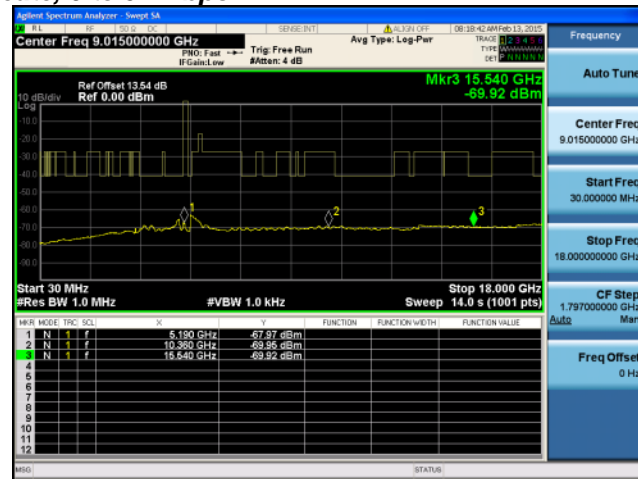 Agilent Spectrum Analyzer - Swept SA
RL RF 50 Ω DC SENSE:INT ALIGN OFF 08:18:42 AM Feb 13, 2015
Center Freq 9.015000000 GHz
PNO: Fast
IFGain:Low
Trig: Free Run
#Atten: 4 dB
Avg Type: Log-Pwr
TRACE 1 2 3 4 5 6
TYPE
DET P N N N N N
Ref Offset 13.54 dB
10 dB/div Ref 0.00 dBm
Log
Mkr3 15.540 GHz
-69.92 dBm
-10.0
-20.0
-30.0
-40.0
-50.0
-60.0
-70.0
-80.0
-90.0
1
2
3
Start 30 MHz Stop 18.000 GHz
#Res BW 1.0 MHz #VBW 1.0 kHz Sweep 14.0 s (1001 pts)
MKR MODE TRC SCL X Y FUNCTION FUNCTION WIDTH FUNCTION VALUE
1 N 1 f 5.190 GHz -67.97 dBm
2 N 1 f 10.360 GHz -69.95 dBm
3 N 1 f 15.540 GHz -69.92 dBm
4
5
6
7
8
9
10
11
12
MSG STATUS
Frequency
Auto Tune
Center Freq
9.015000000 GHz
Start Freq
30.000000 MHz
Stop Freq
18.000000000 GHz
CF Step
1.797000000 GHz
Auto Man
Freq Offset
0 Hz